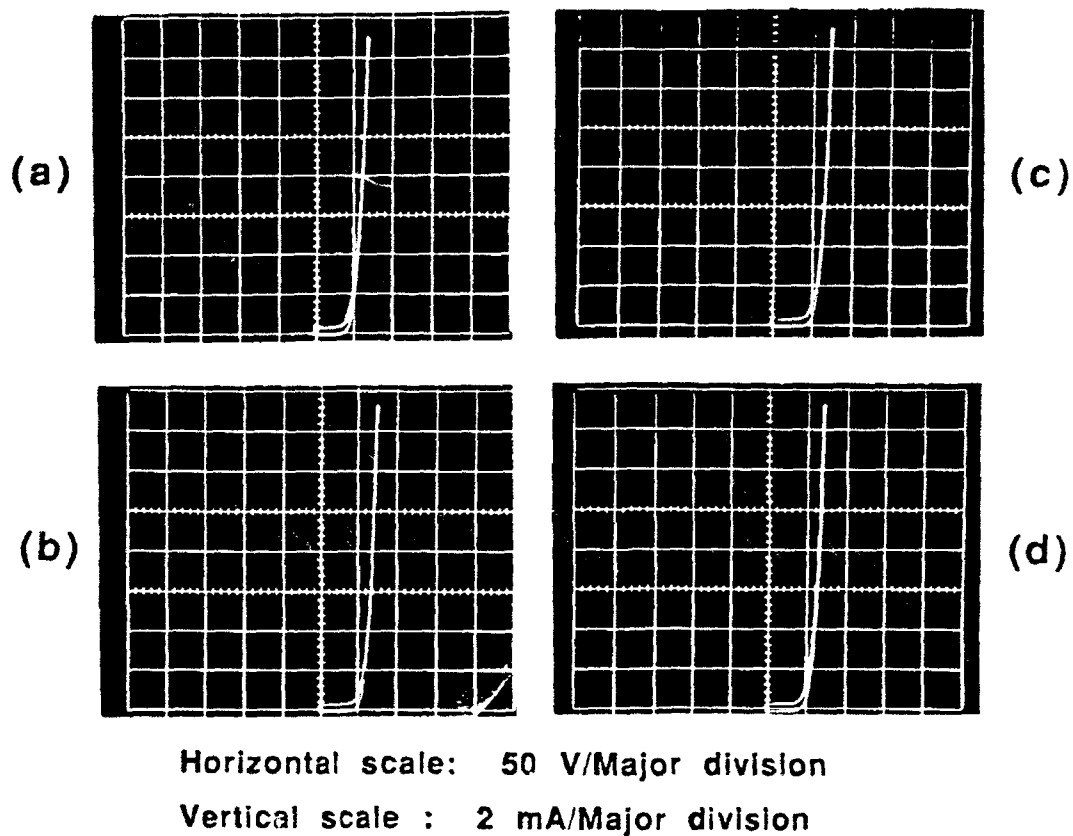 (a)
(c)
(b)
(d)
Horizontal scale: 50 V/Major division
Vertical scale : 2 mA/Major division